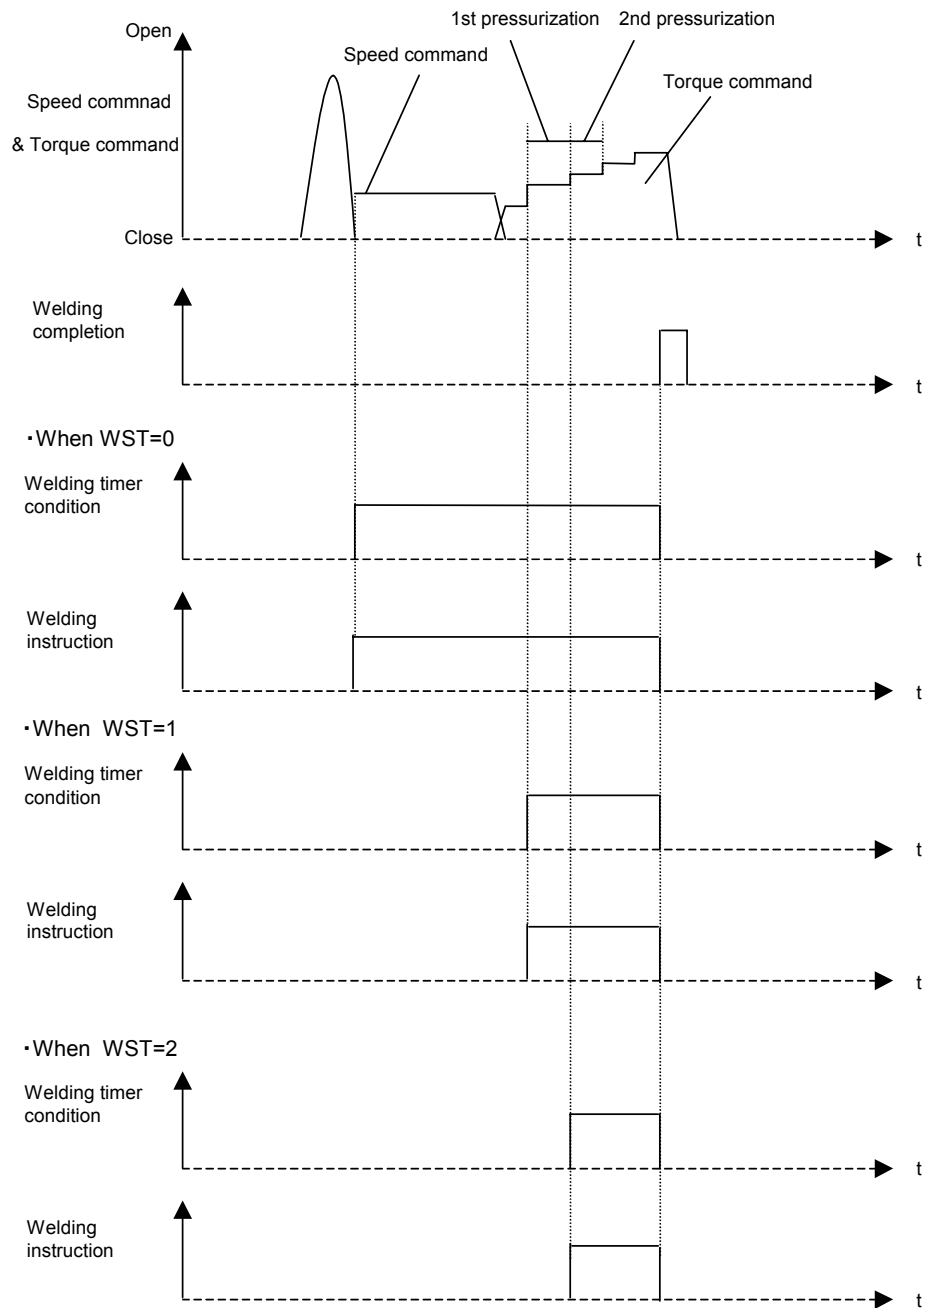 1st pressurization
2nd pressurization
Open
Speed command
Torque command
Speed commnad
& Torque command
Close
t
Welding
completion
t
・When WST=0
Welding timer
condition
t
Welding
instruction
t
・When WST=1
Welding timer
condition
t
Welding
instruction
t
・When WST=2
Welding timer
condition
t
Welding
instruction
t